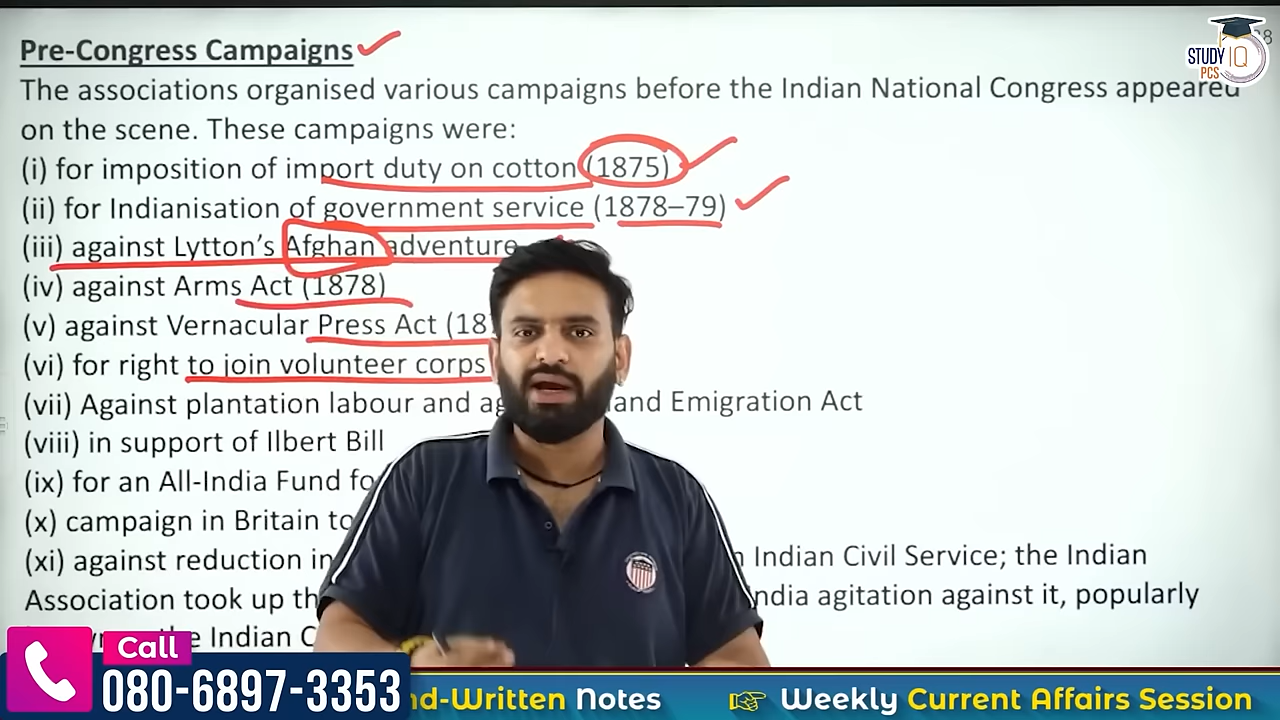 Pre-Congress Campaigns
The associations organised various campaigns before the Indian National Congress appeared
on the scene. These campaigns were:
(i) for imposition of import duty on cotton (1875)
(ii) for Indianisation of government service (1878–79)
(iii) against Lytton's Afghan adventure
(iv) against Arms Act (1878)
(v) against Vernacular Press Act (18
(vi) for right to join volunteer corps
(vii) Against plantation labour and and Emigration Act
(viii) in support of Ilbert Bill
(ix) for an All-India Fund
(x) campaign in Britain to
(xi) against reduction in Indian Civil Service; the Indian
Association took up agitation against it, popularly
Indian
STUDY IQ
PCS
8
Call
080-6897-3353
nd-Written Notes
Weekly Current Affairs Session